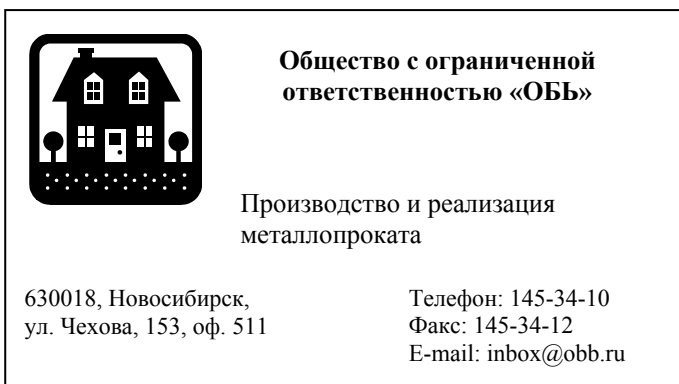 Общество с ограниченной
ответственностью «ОБЬ»
Производство и реализация
металлопроката
630018, Новосибирск,
ул. Чехова, 153, оф. 511
Телефон: 145-34-10
Факс: 145-34-12
E-mail: inbox@obb.ru